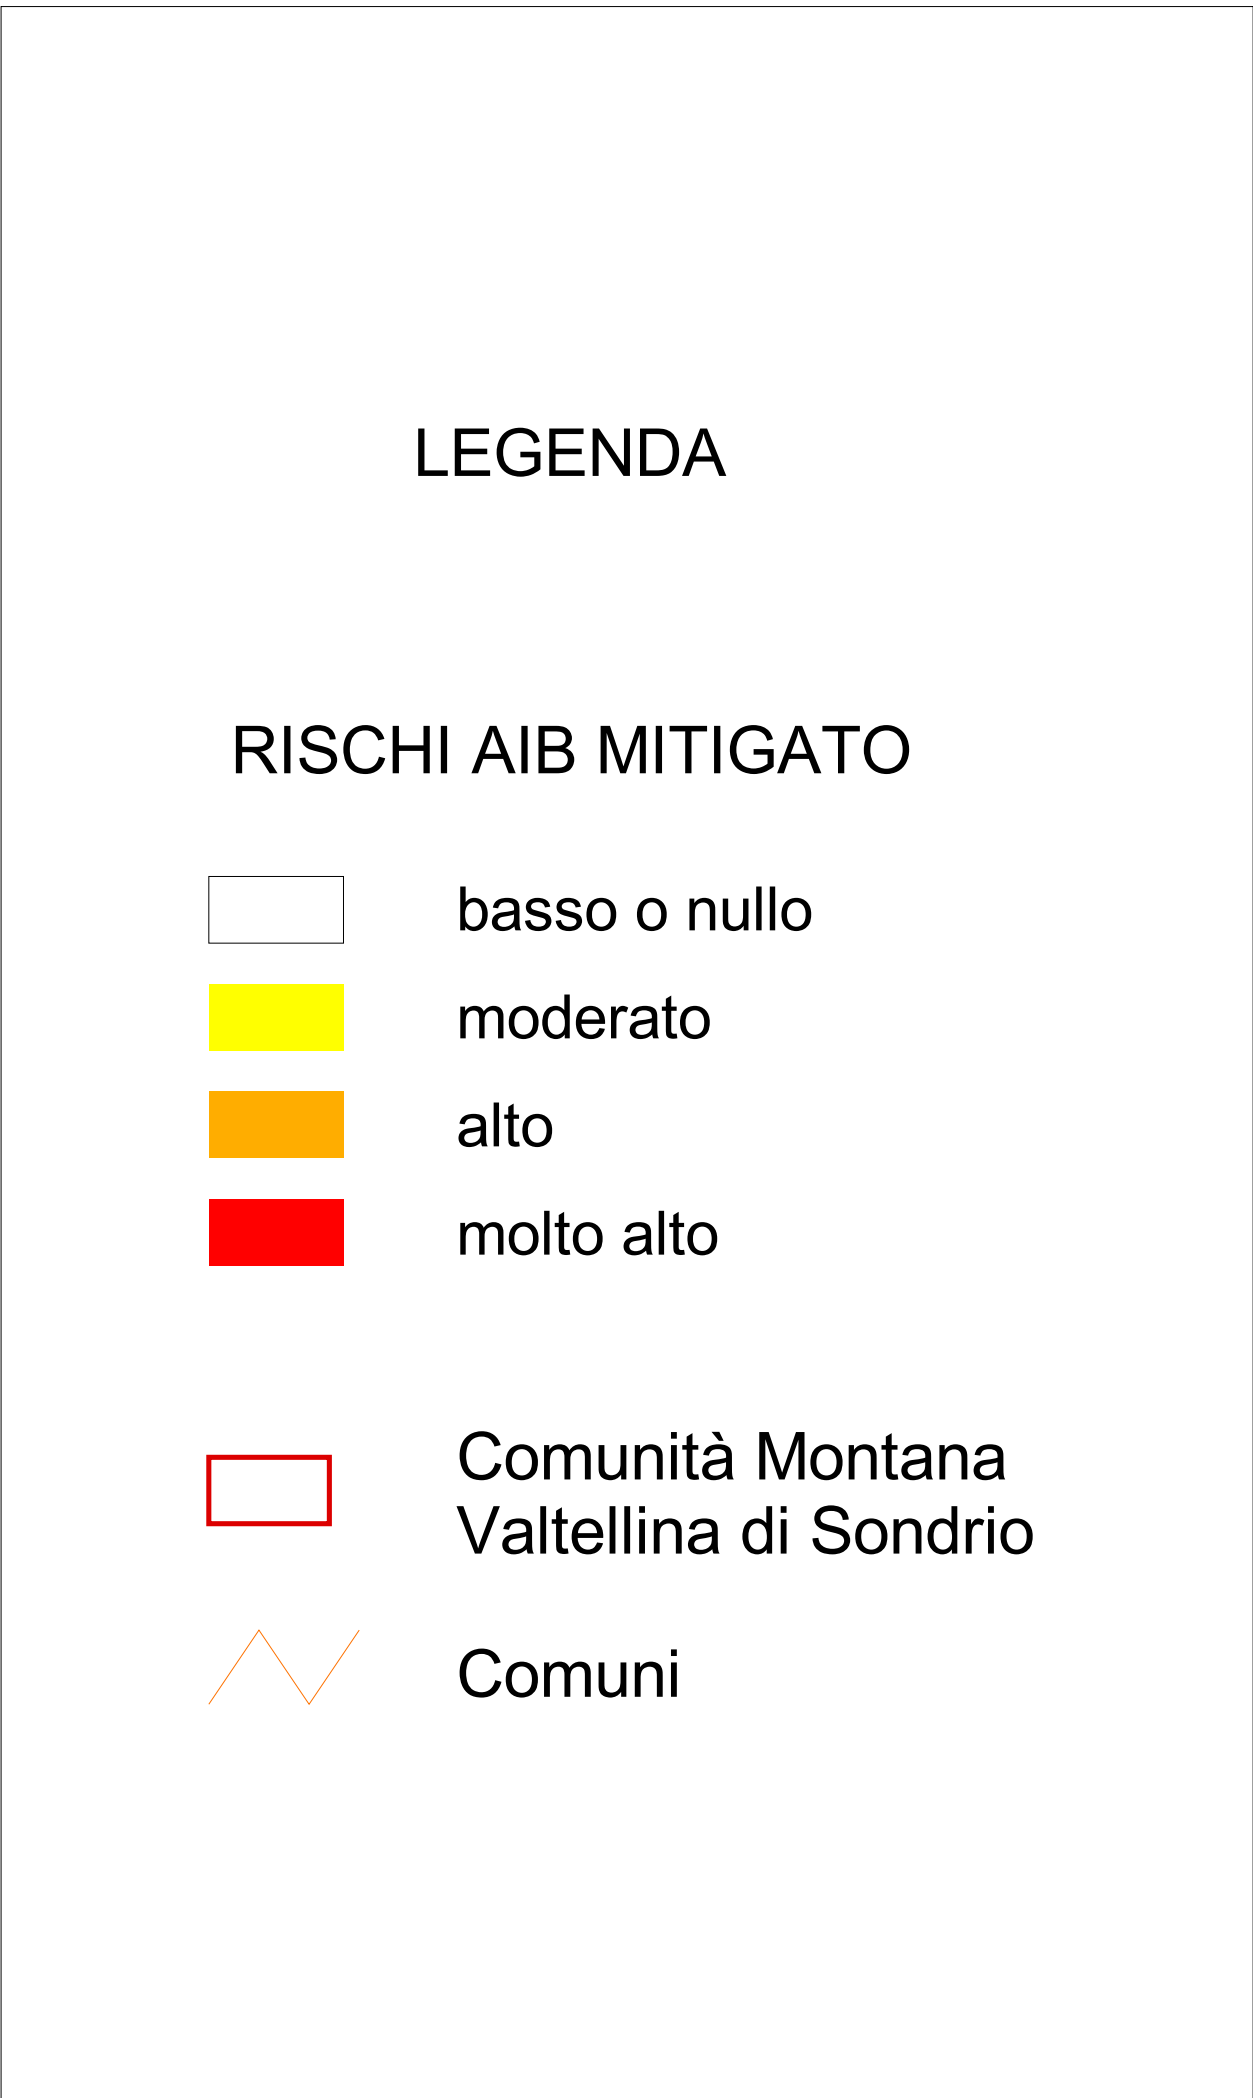 LEGENDA
RISCHI AIB MITIGATO
basso o nullo
moderato
alto
molto alto
Comunità Montana
Valtellina di Sondrio
Comuni